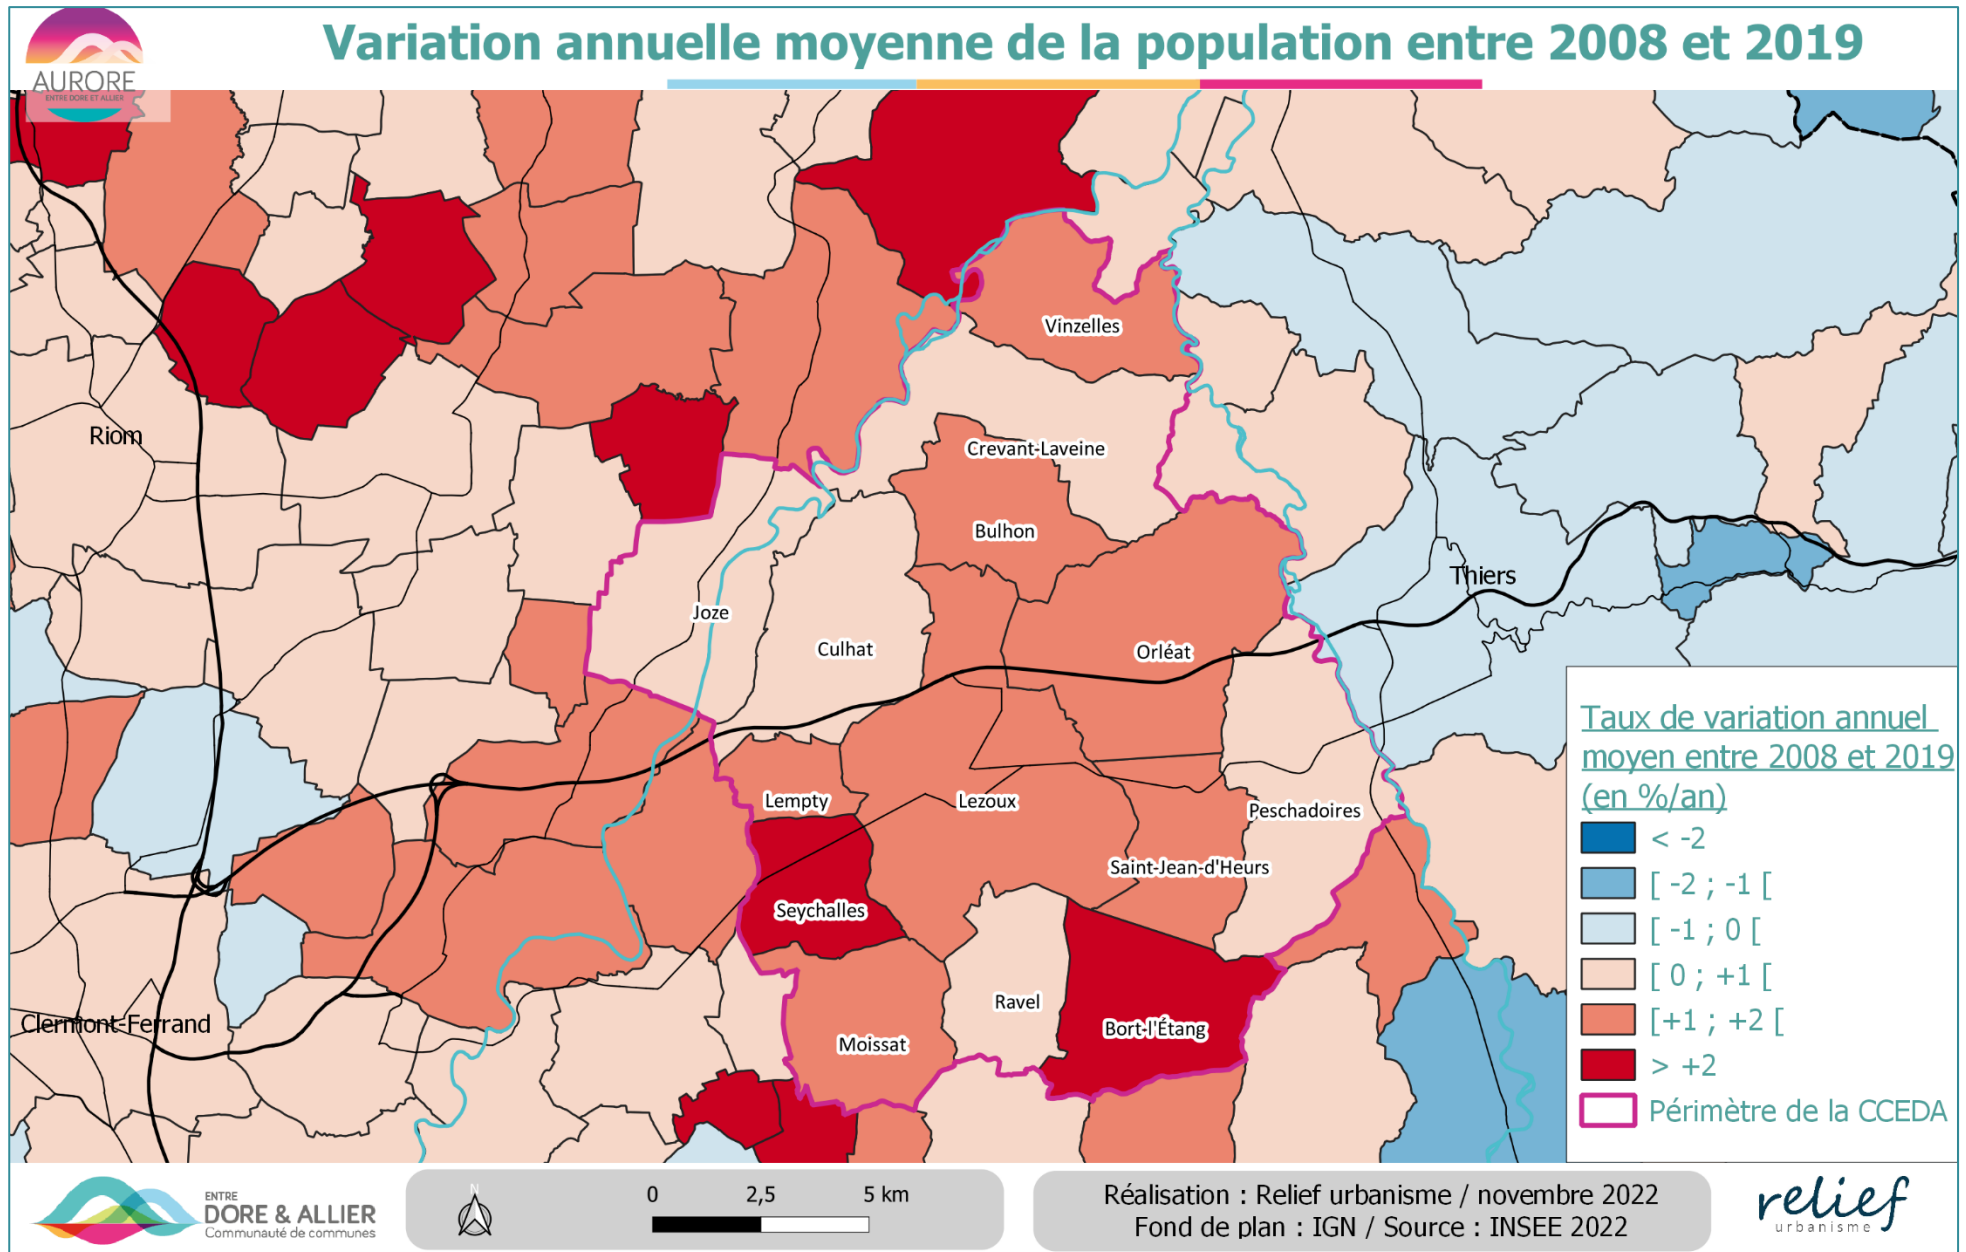 Variation annuelle moyenne de la population entre 2008 et 2019
AURORE
ENTRE DORE ET ALLIER
Vinzelles
Riom
Crevant-Laveine
Bulhon
Thiers
Joze
Culhat
Orléat
Lempty
Lezoux
Peschadoires
Saint-Jean-d'Heurs
Seychalles
Ravel
Clermont-Ferrand
Bort-l'Étang
Moissat
Taux de variation annuel
moyen entre 2008 et 2019
(en %/an)
< -2
[ -2 ; -1 [
[ -1 ; 0 [
[ 0 ; +1 [
[+1 ; +2 [
> +2
Périmètre de la CCEDA
ENTRE
DORE & ALLIER
Communauté de communes
N
0 2,5 5 km
Réalisation : Relief urbanisme / novembre 2022
Fond de plan : IGN / Source : INSEE 2022
relief
urbanisme